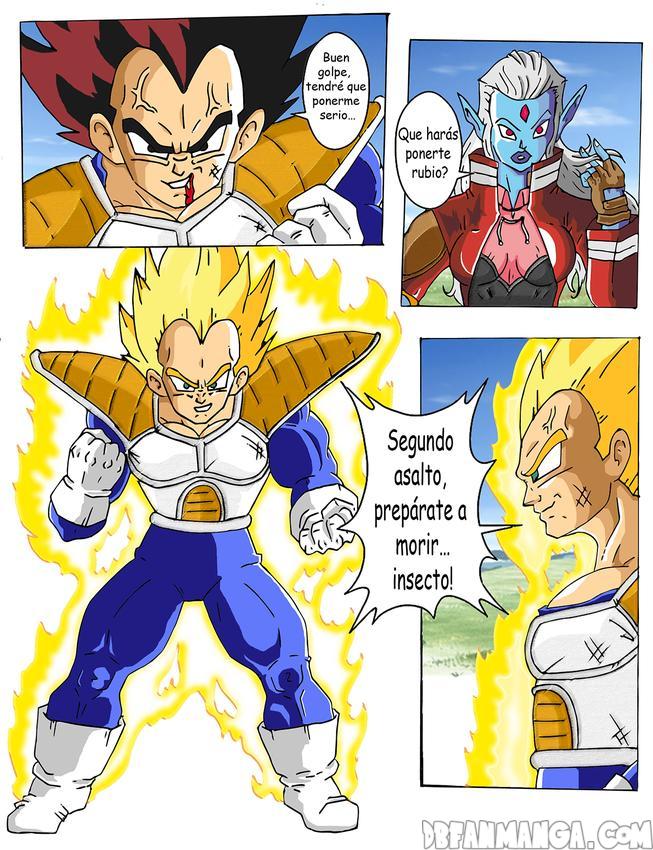 Buen
golpe,
tendré que
ponerme
serio...
Que harás
ponerte
rubio?
Segundo
asalto,
prepárate a
morir...
insecto!
DBFANMANGA.COM